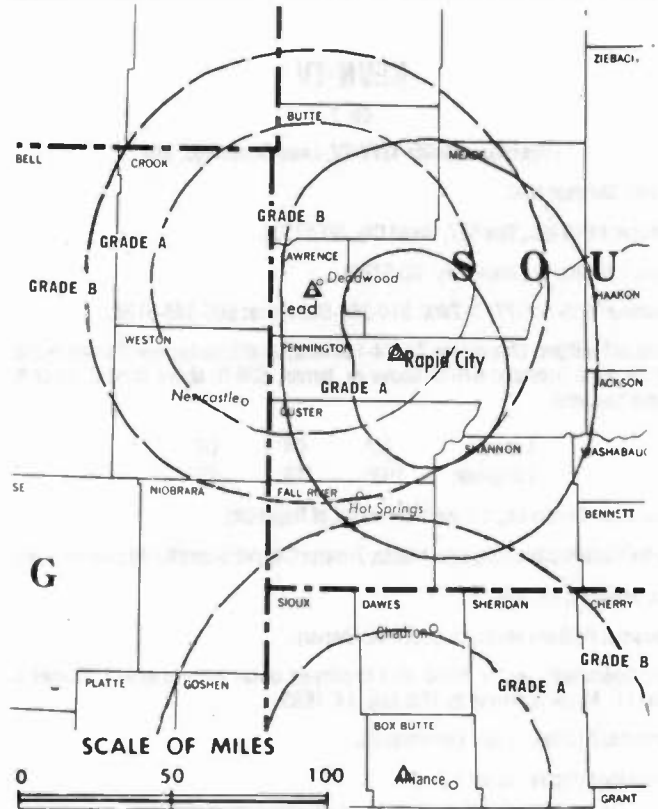 ZIEBACH
BUTTE
BELL
CROOK
MEADE
GRADE B
GRADE A
LAWRENCE
Deadwood
S O U
GRADE B
Lead
HAAKON
WESTON
PENNINGTON
Rapid City
GRADE A
JACKSON
Newcastle
CUSTER
SHANNON
WASHABAUG
SE
NIOBRARA
FALL RIVER
Hot Springs
BENNETT
G
SIOUX
DAWES
SHERIDAN
CHERRY
Chadron
GRADE B
PLATTE
GOSHEN
GRADE A
BOX BUTTE
SCALE OF MILES
0 50 100
Alliance
GRANT